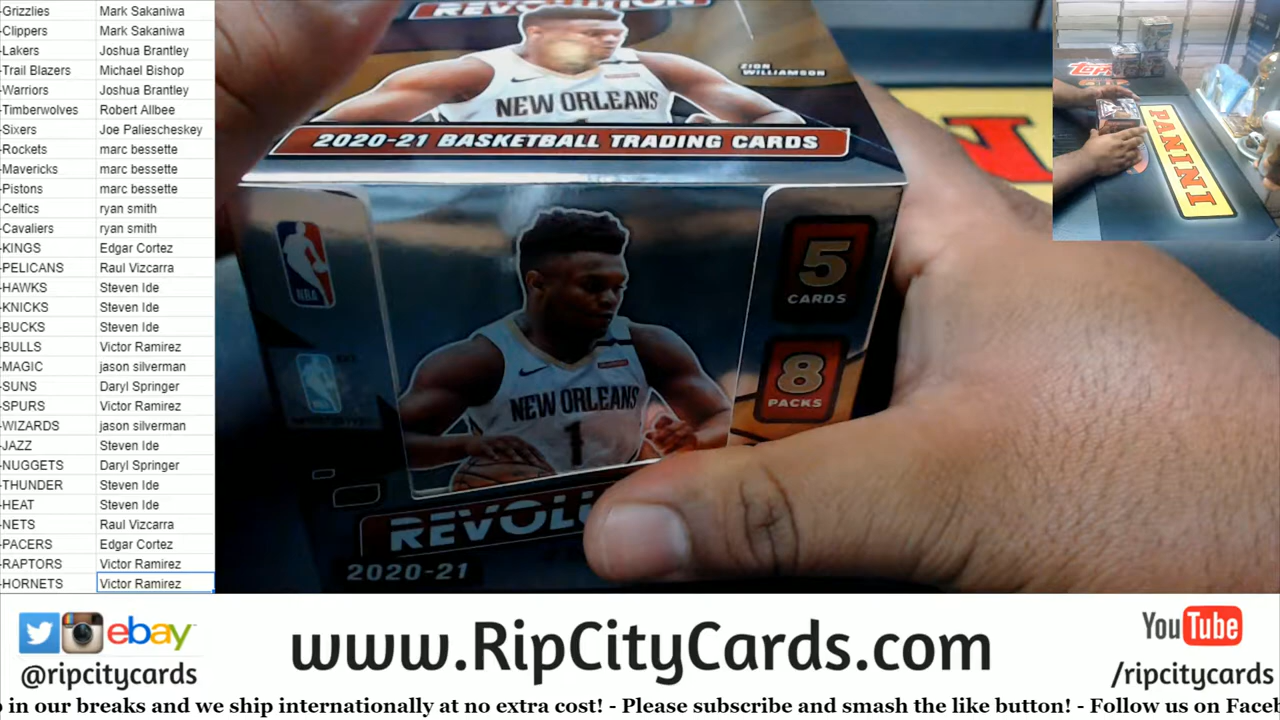 -Grizzlies Mark Sakaniwa
-Clippers Mark Sakaniwa
-Lakers Joshua Brantley
-Trail Blazers Michael Bishop
-Warriors Joshua Brantley
-Timberwolves Robert Allbee
-Sixers Joe Paliescheskey
-Rockets marc bessette
-Mavericks marc bessette
-Pistons marc bessette
-Celtics ryan smith
-Cavaliers ryan smith
-KINGS Edgar Cortez
-PELICANS Raul Vizcarra
-HAWKS Steven Ide
-KNICKS Steven Ide
-BUCKS Steven Ide
-BULLS Victor Ramirez
-MAGIC jason silverman
-SUNS Daryl Springer
-SPURS Victor Ramirez
-WIZARDS jason silverman
-JAZZ Steven Ide
-NUGGETS Daryl Springer
-THUNDER Steven Ide
-HEAT Steven Ide
-NETS Raul Vizcarra
-PACERS Edgar Cortez
-RAPTORS Victor Ramirez
-HORNETS Victor Ramirez
REVOLUTION
ZION
WILLIAMSON
NEW ORLEANS
2020-21 BASKETBALL TRADING CARDS
NBA
5
CARDS
8
PACKS
NEW ORLEANS
1
REVOLU
2020-21
PANINI
ebay
@ripcitycards
www.RipCityCards.com
YouTube
/ripcitycards
in our breaks and we ship internationally at no extra cost! - Please subscribe and smash the like button! - Follow us on Faceb